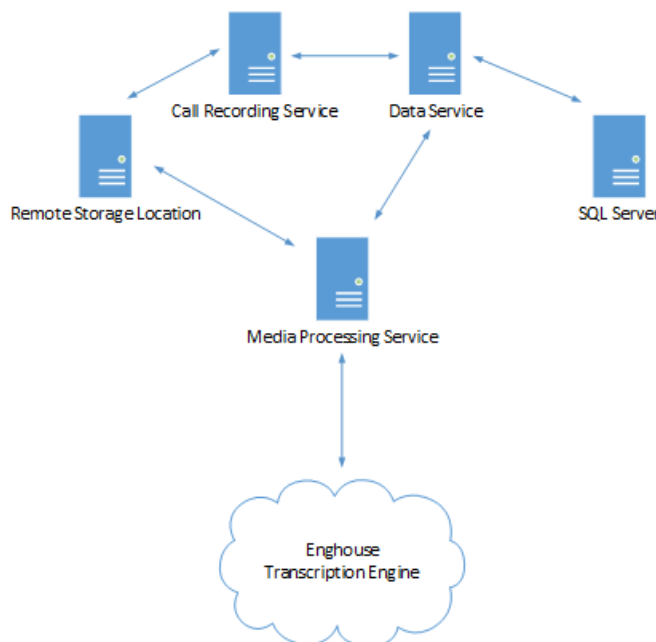 Call Recording Service
Data Service
Remote Storage Location
SQL Server
Media Processing Service
Enghouse
Transcription Engine